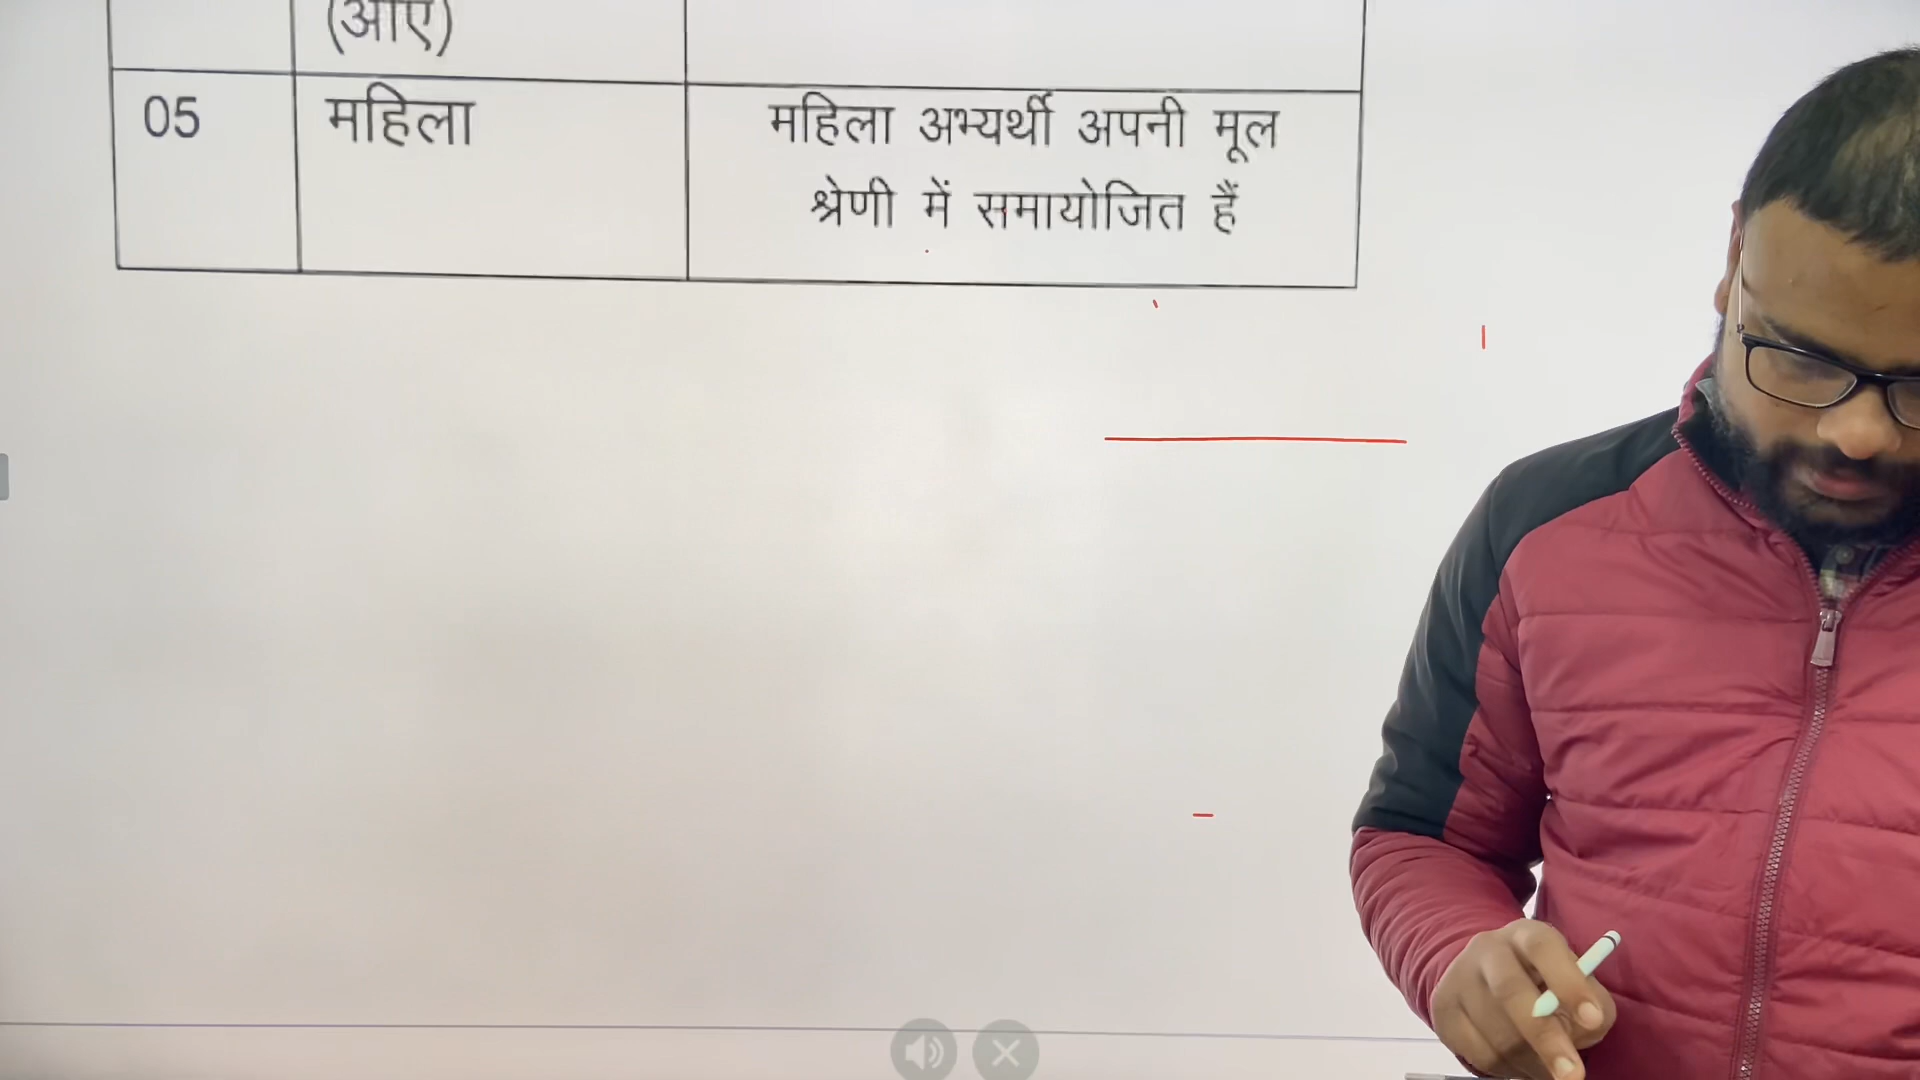 (आए)
05 महिला महिला अभ्यर्थी अपनी मूल
श्रेणी में समायोजित हैं